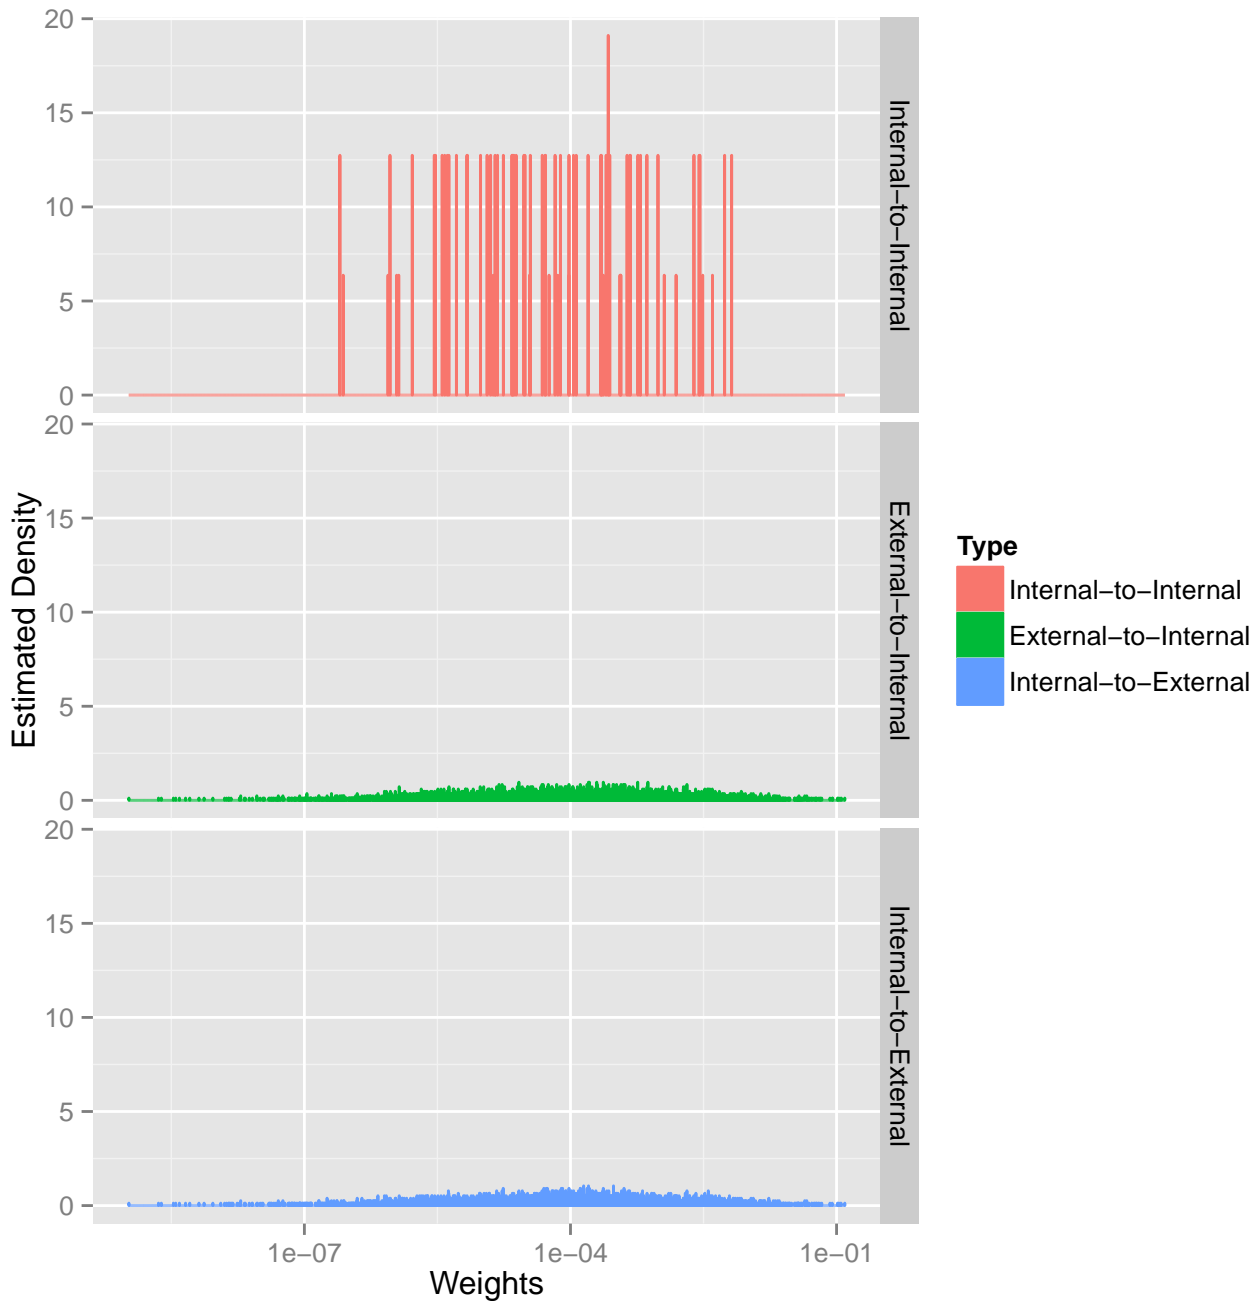 20
15
10
5
0
Internal−to−Internal
20
15
10
5
0
External−to−Internal
20
15
10
5
0
Internal−to−External
1e−07
1e−04
1e−01
Weights
Estimated Density
Type
Internal−to−Internal
External−to−Internal
Internal−to−External